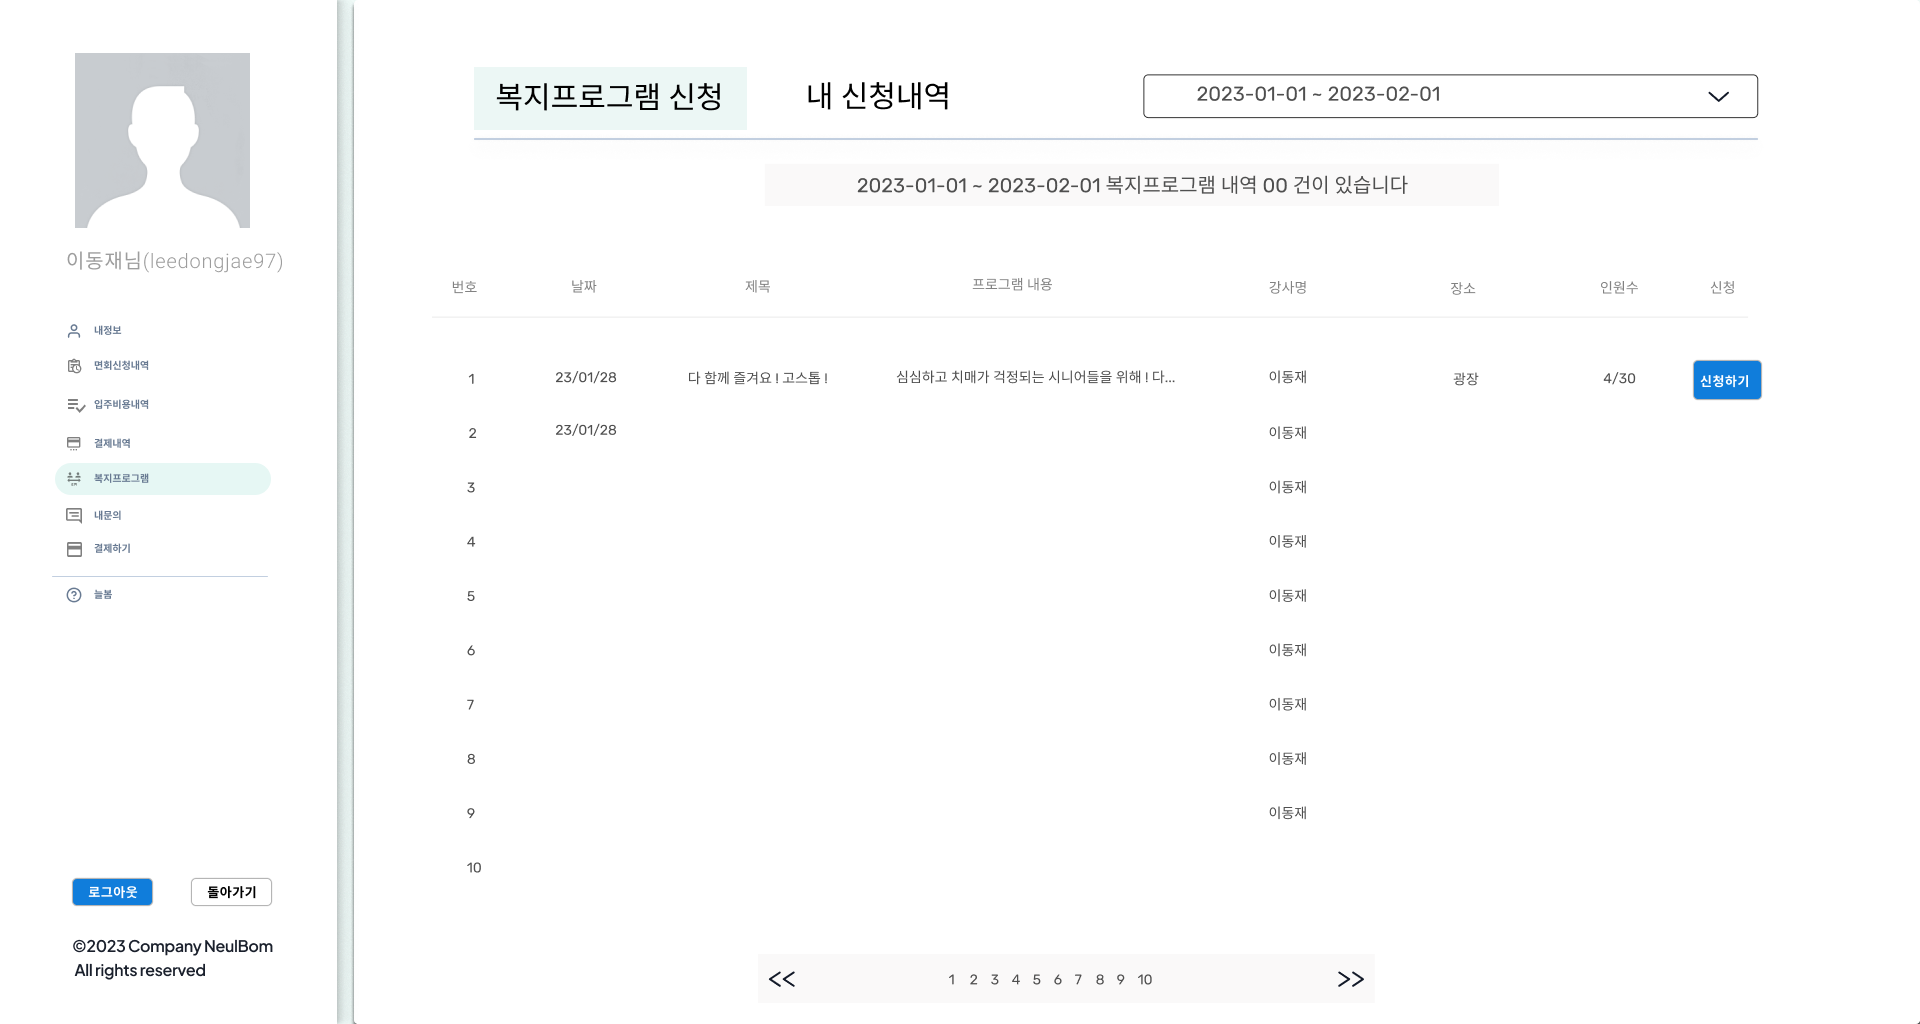 이동재님(leedongjae97)
내정보
면회신청내역
입주비용내역
결제내역
복지프로그램
내문의
결제하기
늘봄
로그아웃 돌아가기
©2023 Company NeulBom
All rights reserved
복지프로그램 신청 내 신청내역 2023-01-01 ~ 2023-02-01
2023-01-01 ~ 2023-02-01 복지프로그램 내역 00 건이 있습니다
번호 날짜 제목 프로그램 내용 강사명 장소 인원수 신청
1 23/01/28 다 함께 즐겨요 ! 고스톱 ! 심심하고 치매가 걱정되는 시니어들을 위해 ! 다... 이동재 광장 4/30 신청하기
2 23/01/28 이동재
3 이동재
4 이동재
5 이동재
6 이동재
7 이동재
8 이동재
9 이동재
10
<< 1 2 3 4 5 6 7 8 9 10 >>